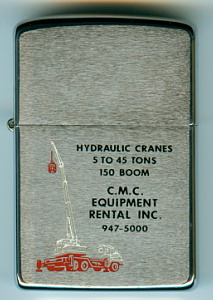 HYDRAULIC CRANES
5 TO 45 TONS
150 BOOM
C.M.C.
EQUIPMENT
RENTAL INC.
947-5000